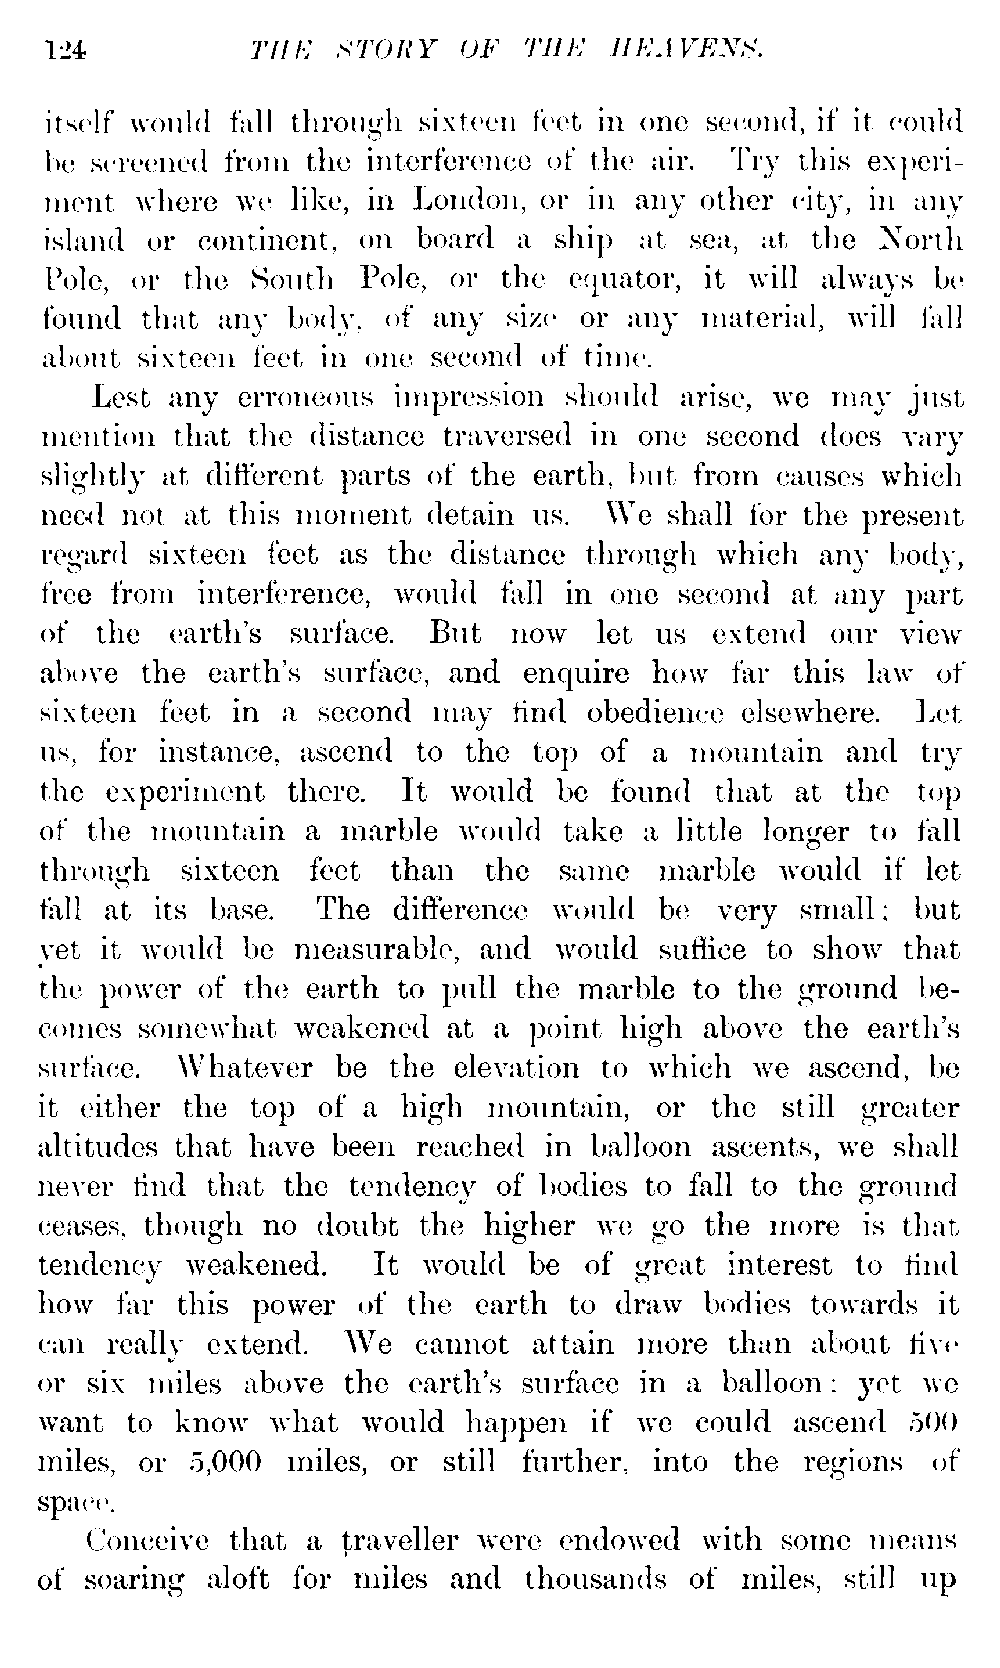 124 THE STORY OF THE HEAVENS.
itself would fall through sixteen feet in one second, if it could
be screened from the interference of the air. Try this experi-
ment where we like, in London, or in any other city, in any
island or continent, on board a ship at sea, at the North
Pole, or the South Pole, or the equator, it will always be
found that any body, of any size or any material, will fall
about sixteen feet in one second of time.
Lest any erroneous impression should arise, we may just
mention that the distance traversed in one second does vary
slightly at different parts of the earth, but from causes which
need not at this moment detain us. We shall for the present
regard sixteen feet as the distance through which any body,
free from interference, would fall in one second at any part
of the earth's surface. But now let us extend our view
above the earth's surface, and enquire how far this law of
sixteen feet in a second may find obedience elsewhere. Let
us, for instance, ascend to the top of a mountain and try
the experiment there. It would be found that at the top
of the mountain a marble would take a little longer to fall
through sixteen feet than the same marble would if let
fall at its base. The difference would be very small; but
yet it would be measurable, and would suffice to show that
the power of the earth to pull the marble to the ground be-
comes somewhat weakened at a point high above the earth's
surface. Whatever be the elevation to which we ascend, be
it either the top of a high mountain, or the still greater
altitudes that have been reached in balloon ascents, we shall
never find that the tendency of bodies to fall to the ground
ceases, though no doubt the higher we go the more is that
tendency weakened. It would be of great interest to find
how far this power of the earth to draw bodies towards it
can really extend. We cannot attain more than about five
or six miles above the earth's surface in a balloon: yet we
want to know what would happen if we could ascend 500
miles, or 5,000 miles, or still further, into the regions of
space.
Conceive that a traveller were endowed with some means
of soaring aloft for miles and thousands of miles, still up